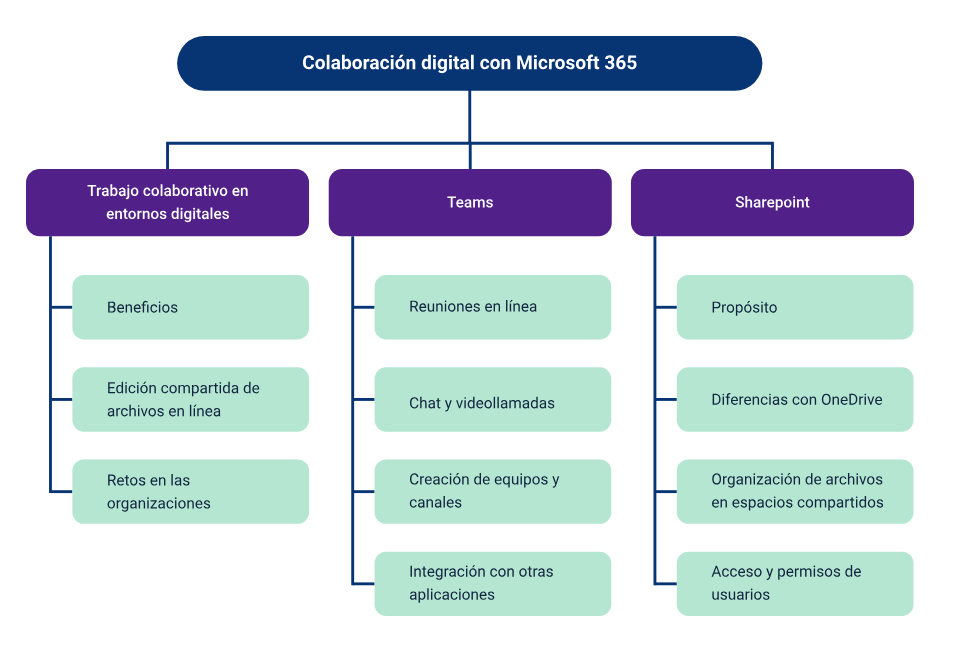 Colaboración digital con Microsoft 365
Trabajo colaborativo en
entornos digitales
Beneficios
Edición compartida de
archivos en línea
Retos en las
organizaciones
Teams
Reuniones en línea
Chat y videollamadas
Creación de equipos y
canales
Integración con otras
aplicaciones
Sharepoint
Propósito
Diferencias con OneDrive
Organización de archivos
en espacios compartidos
Acceso y permisos de
usuarios